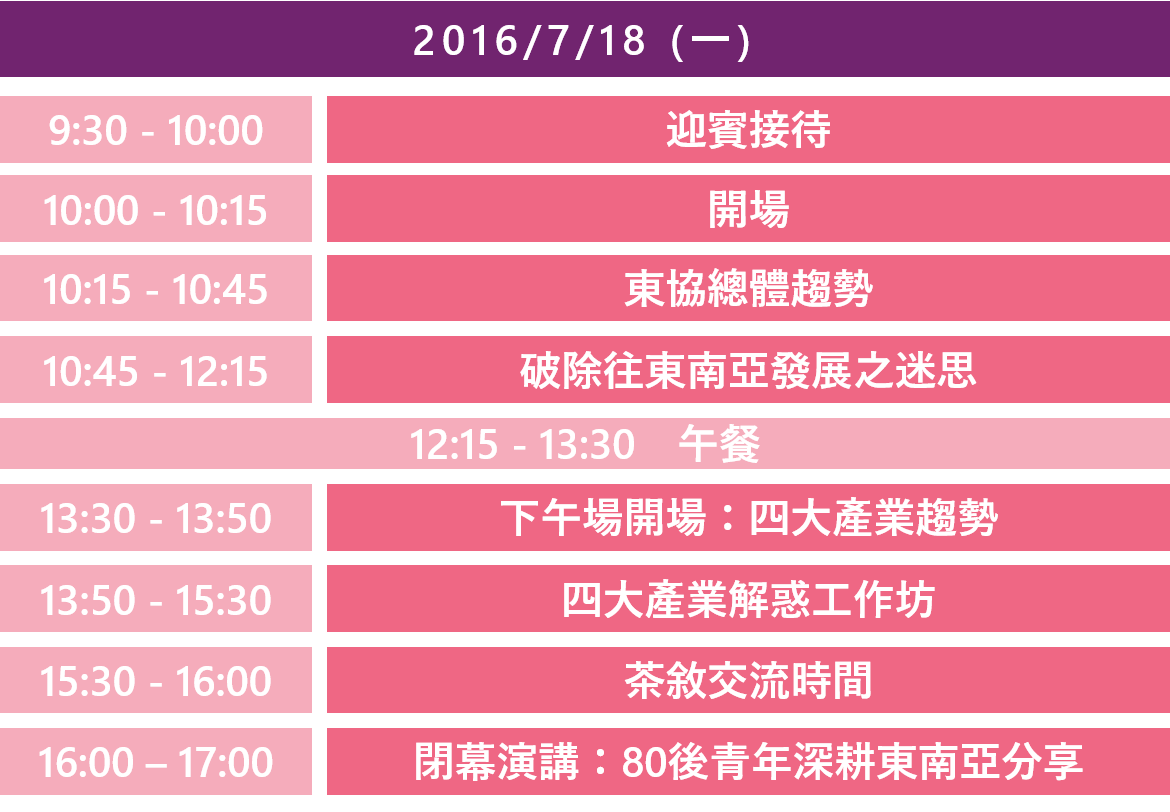 2016/7/18 (一)
9:30 - 10:00 迎賓接待
10:00 - 10:15 開場
10:15 - 10:45 東協總體趨勢
10:45 - 12:15 破除往東南亞發展之迷思
12:15 - 13:30 午餐
13:30 - 13:50 下午場開場：四大產業趨勢
13:50 - 15:30 四大產業解惑工作坊
15:30 - 16:00 茶敘交流時間
16:00 – 17:00 閉幕演講：80後青年深耕東南亞分享